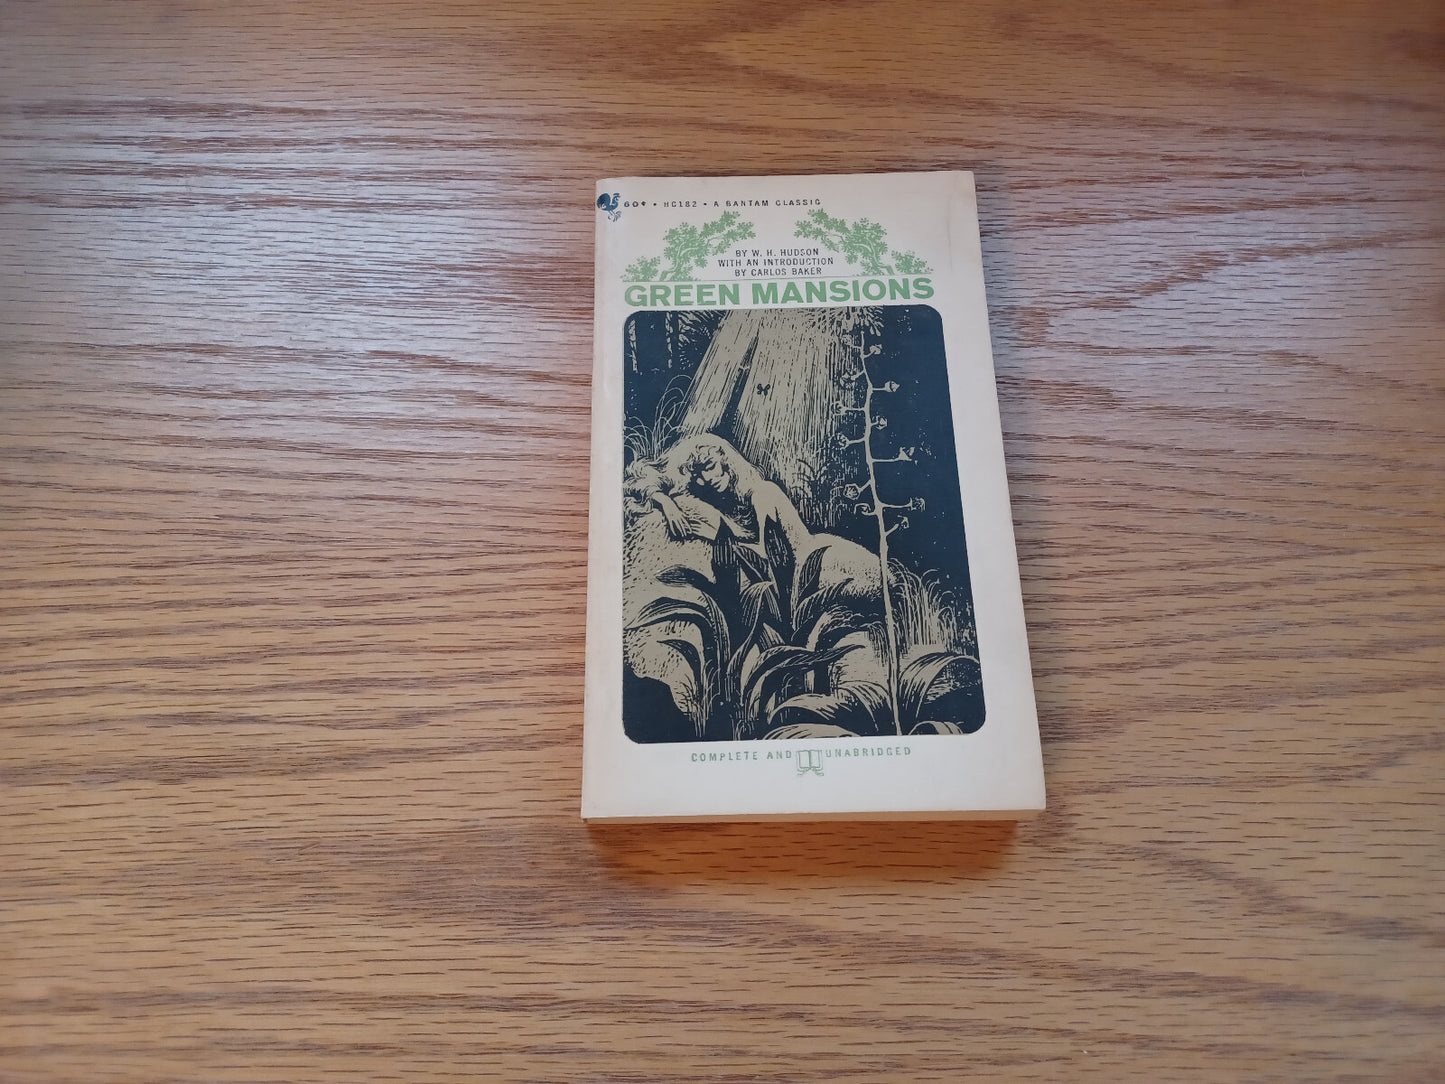 60¢ • HC182 • A BANTAM CLASSIC
BY W. H. HUDSON
WITH AN INTRODUCTION
BY CARLOS BAKER
GREEN MANSIONS
COMPLETE AND UNABRIDGED